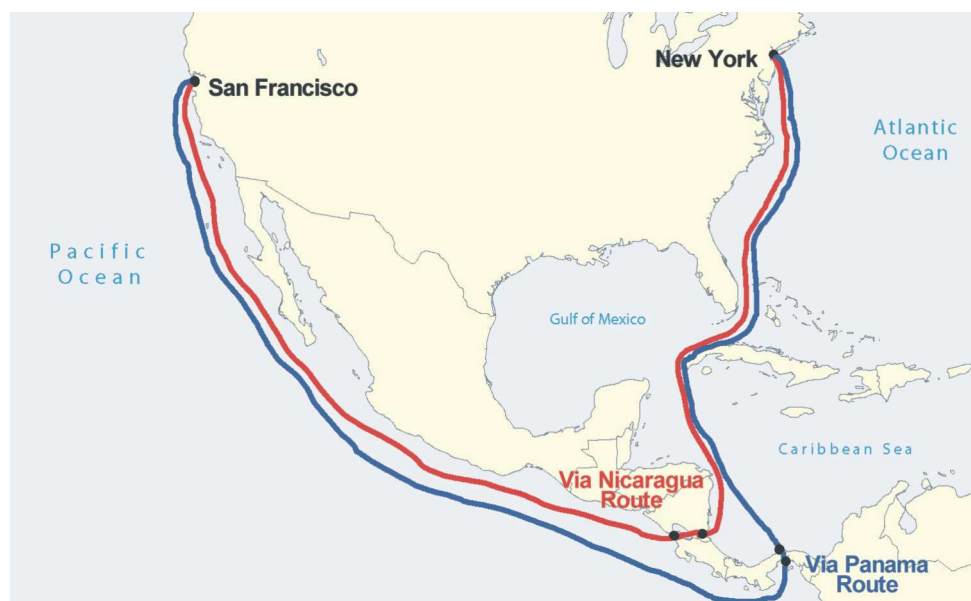 New York
San Francisco
Atlantic
Ocean
Pacific
Ocean
Gulf of Mexico
Caribbean Sea
Via Nicaragua
Route
Via Panama
Route